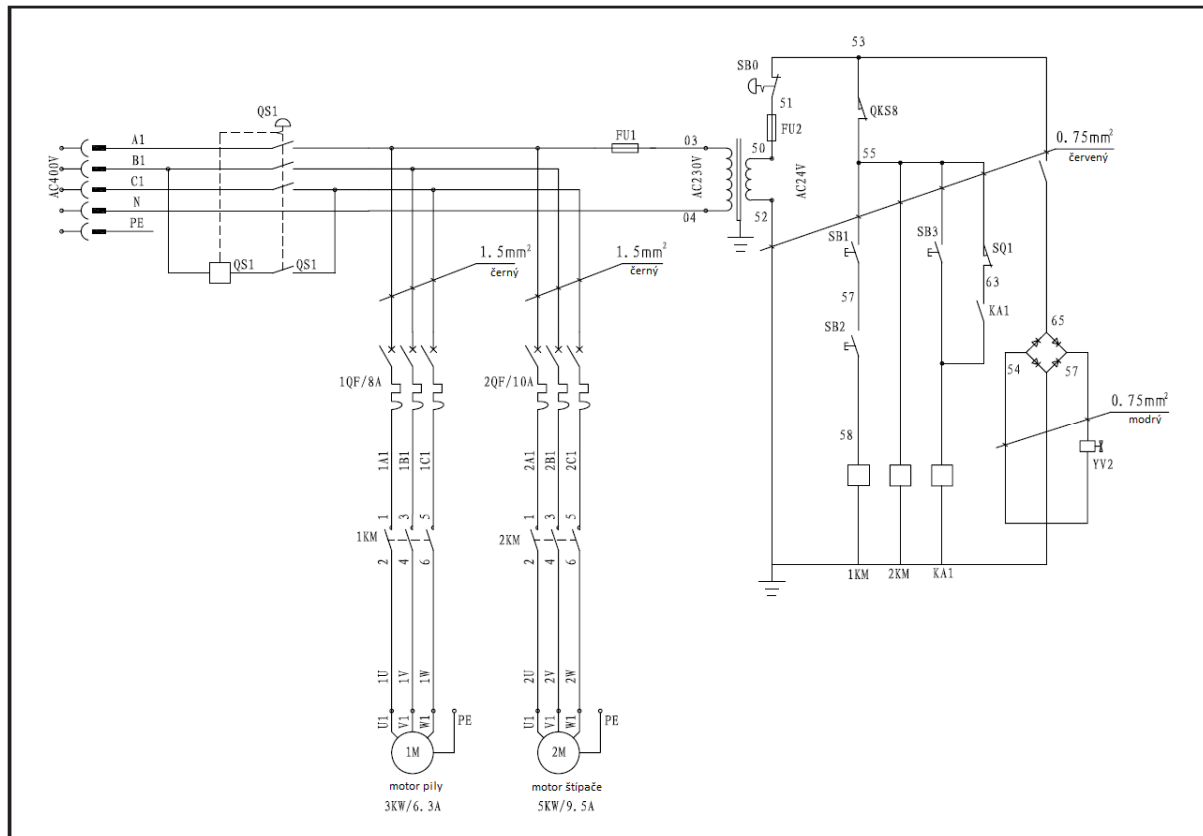 53
SB0
51
QS1
QKS8
A1
FU1
03
FU2
0.75mm²
červený
B1
50
55
AC400V
C1
AC230V
AC24V
N
04
52
PE
1.5mm²
černý
1.5mm²
černý
SB1
SB3
SQ1
QS1
QS1
63
57
KA1
SB2
65
1QF/8A
2QF/10A
54
57
0.75mm²
modrý
58
1A1
1B1
1C1
2A1
2B1
2C1
YV2
1
3
5
1
3
5
1KM
2KM
2
4
6
2
4
6
1KM
2KM
KA1
1U
1V
1W
2U
2V
2W
U1
V1
W1
PE
U1
V1
W1
PE
1M
2M
motor pily
motor štípače
3KW/6.3A
5KW/9.5A